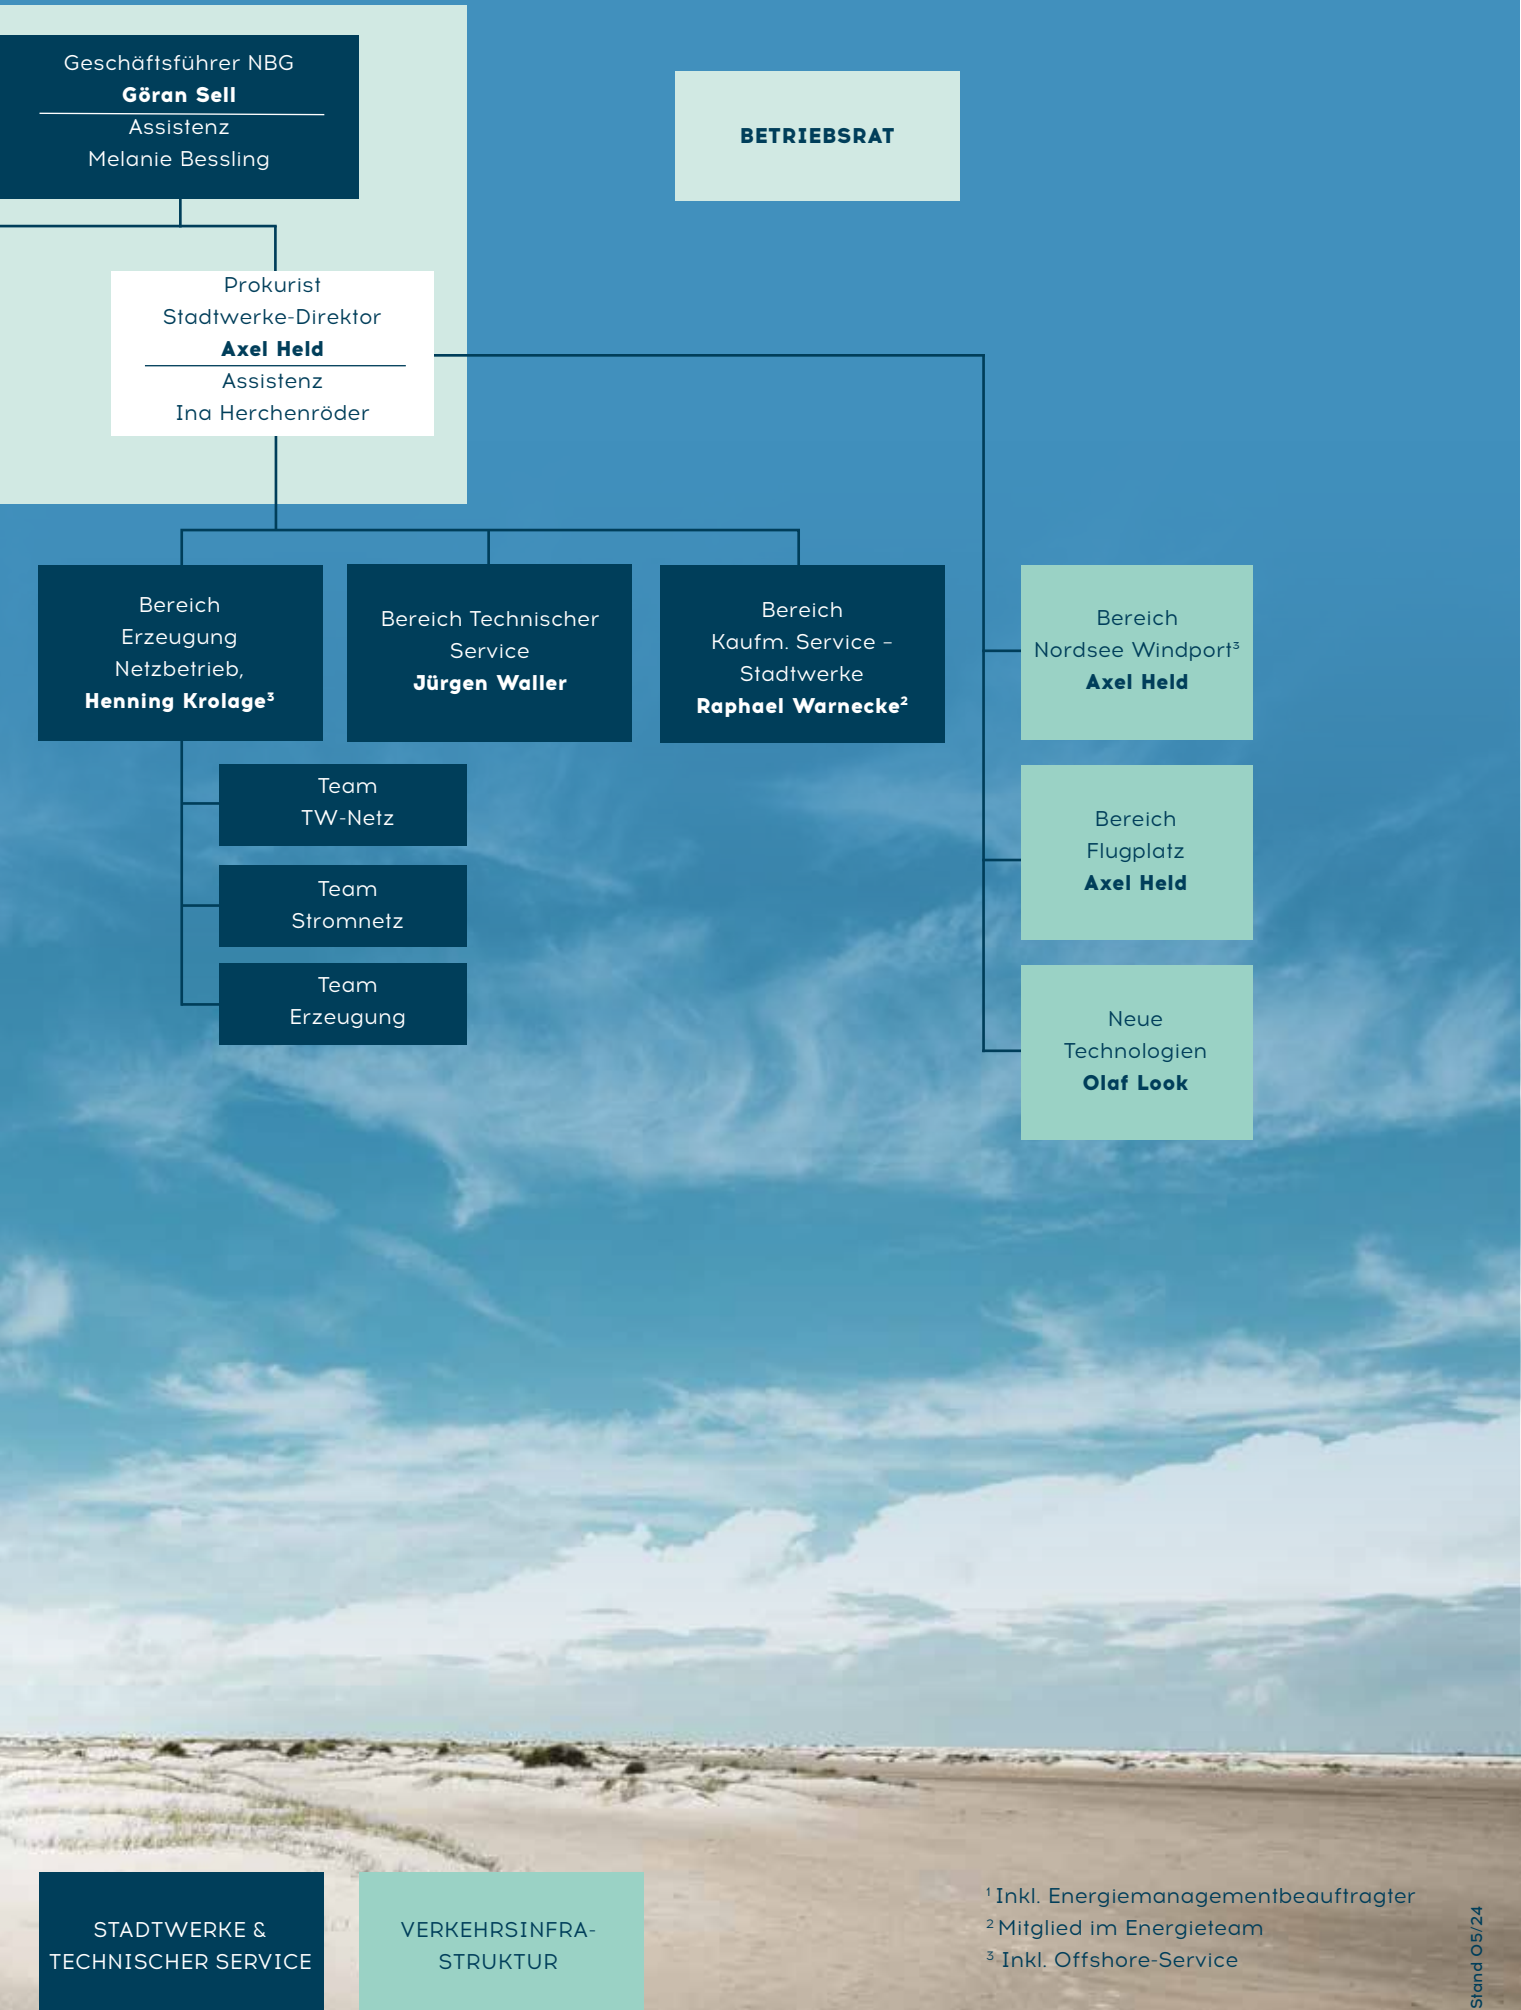 Geschäftsführer NBG
Göran Sell
Assistenz
Melanie Bessling
BETRIEBSRAT
Prokurist
Stadtwerke-Direktor
Axel Held
Assistenz
Ina Herchenröder
Bereich
Erzeugung
Netzbetrieb,
Henning Krolage³
Bereich Technischer
Service
Jürgen Waller
Bereich
Kaufm. Service –
Stadtwerke
Raphael Warnecke²
Bereich
Nordsee Windport³
Axel Held
Team
TW-Netz
Team
Stromnetz
Team
Erzeugung
Bereich
Flugplatz
Axel Held
Neue
Technologien
Olaf Look
STADTWERKE &
TECHNISCHER SERVICE
VERKEHRSINFRA-
STRUKTUR
¹ Inkl. Energiemanagementbeauftragter
² Mitglied im Energieteam
³ Inkl. Offshore-Service
Stand 05/24